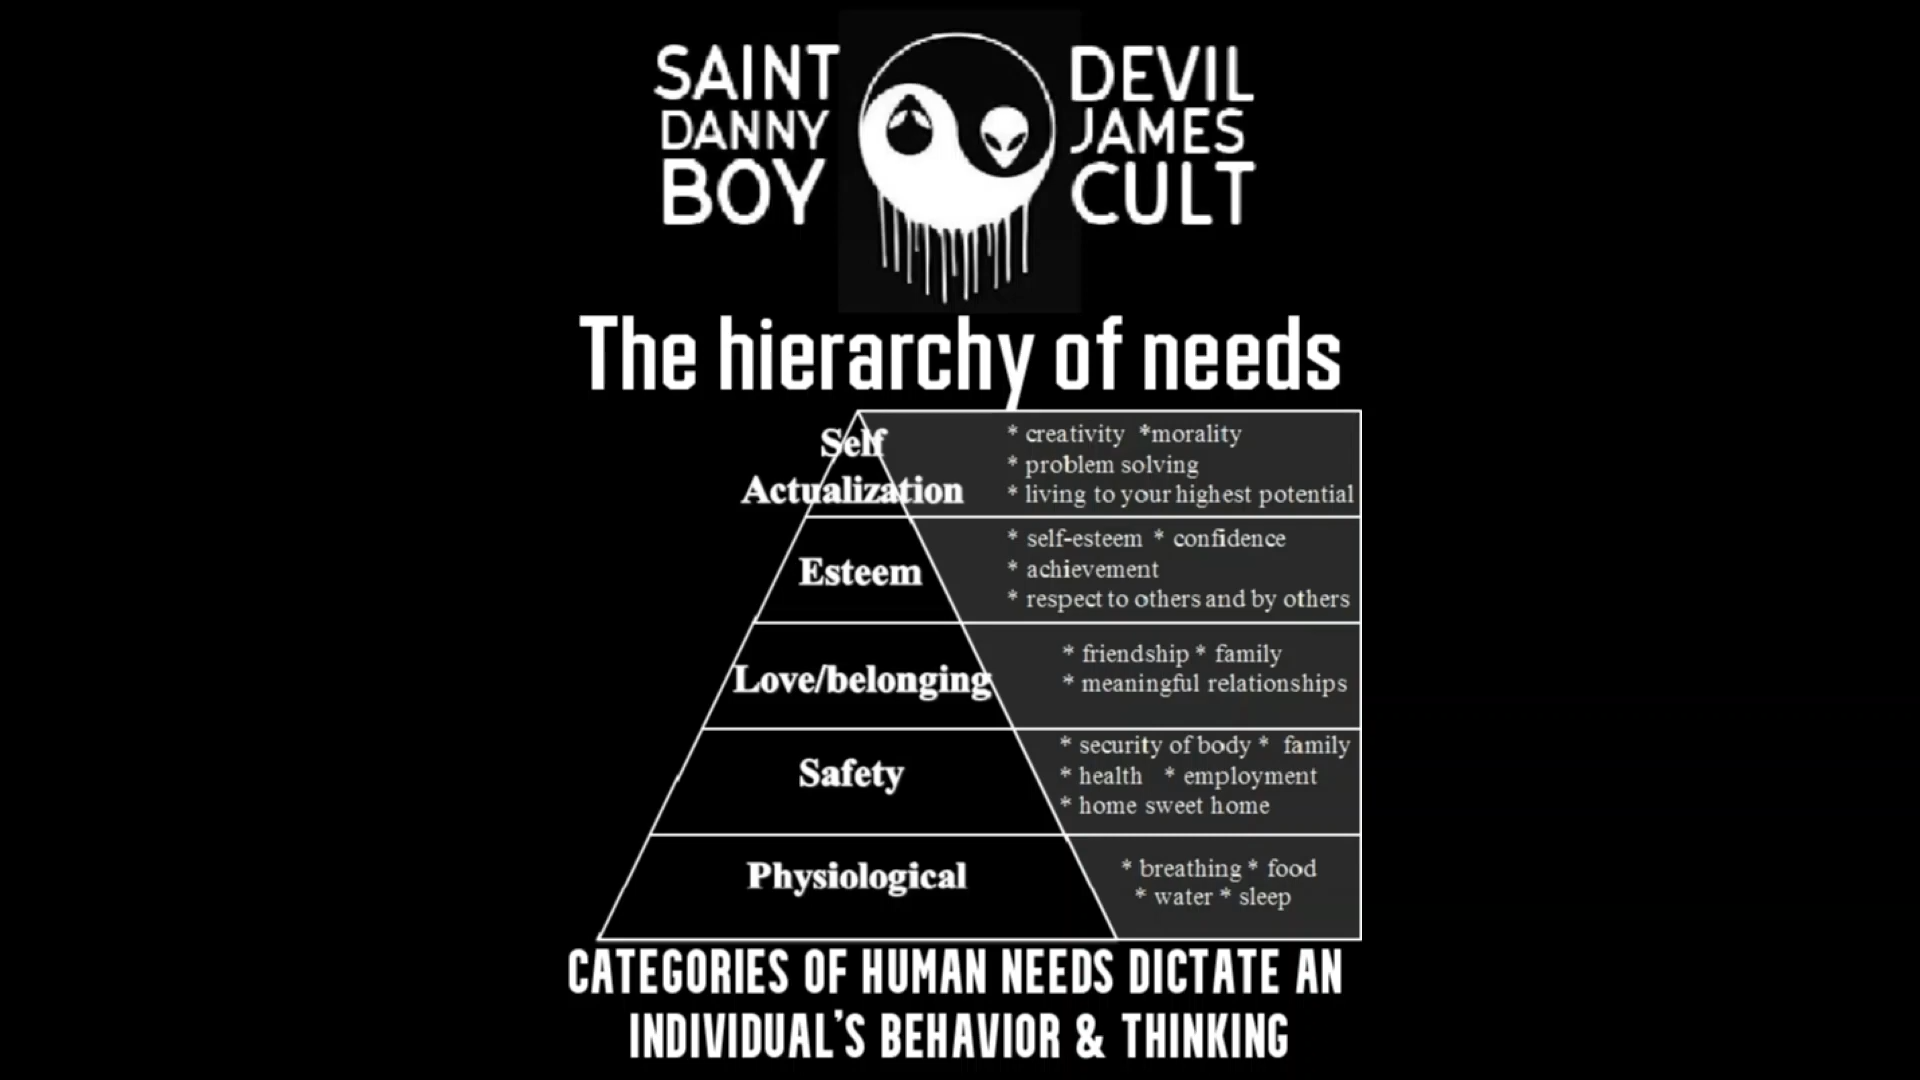 SAINT
DANNY
BOY
DEVIL
JAMES
CULT
The hierarchy of needs
Self
Actualization
* creativity *morality
* problem solving
* living to your highest potential
Esteem
* self-esteem * confidence
* achievement
* respect to others and by others
Love/belonging
* friendship * family
* meaningful relationships
Safety
* security of body * family
* health * employment
* home sweet home
Physiological
* breathing * food
* water * sleep
CATEGORIES OF HUMAN NEEDS DICTATE AN
INDIVIDUAL'S BEHAVIOR & THINKING